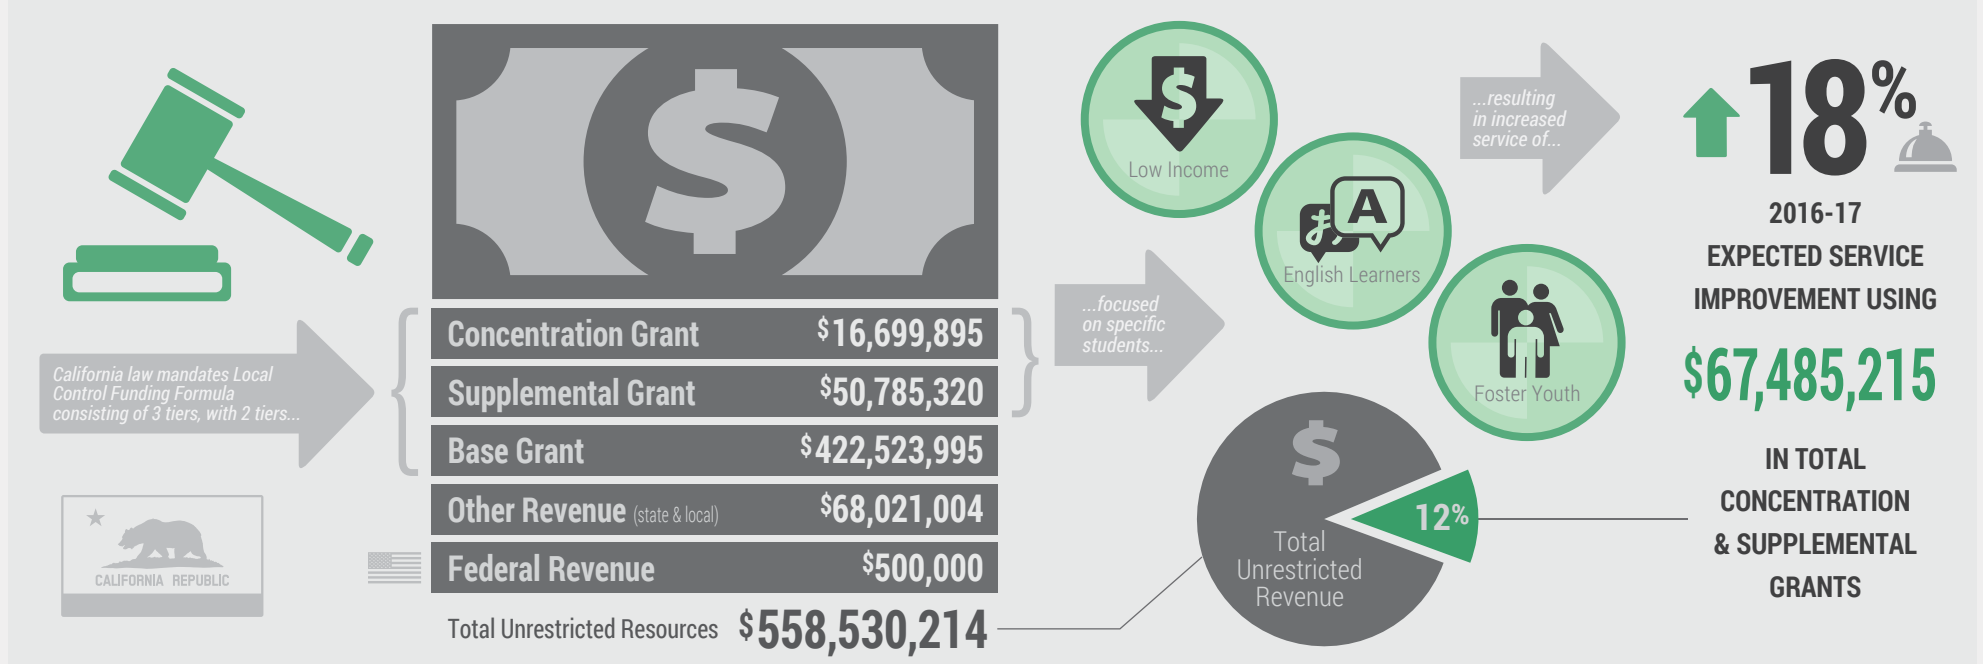 California law mandates Local
Control Funding Formula
consisting of 3 tiers, with 2 tiers...
CALIFORNIA REPUBLIC
$
Concentration Grant $16,699,895
Supplemental Grant $50,785,320
Base Grant $422,523,995
Other Revenue (state & local) $68,021,004
Federal Revenue $500,000
Total Unrestricted Resources $558,530,214
...focused
on specific
students...
$
Low Income
あ A
English Learners
Foster Youth
$
Total
Unrestricted
Revenue
12%
...resulting
in increased
service of...
18%
2016-17
EXPECTED SERVICE
IMPROVEMENT USING
$67,485,215
IN TOTAL
CONCENTRATION
& SUPPLEMENTAL
GRANTS